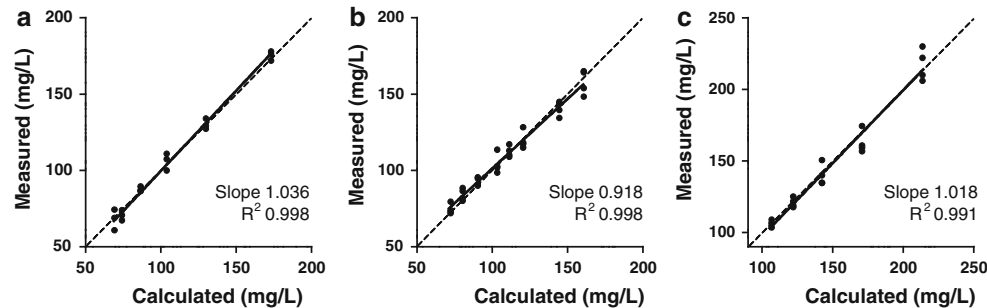 a
200
150
100
50
Measured (mg/L)
Slope 1.036
R² 0.998
50 100 150 200
Calculated (mg/L)
b
200
150
100
50
Measured (mg/L)
Slope 0.918
R² 0.998
50 100 150 200
Calculated (mg/L)
c
250
200
150
100
Measured (mg/L)
Slope 1.018
R² 0.991
100 150 200 250
Calculated (mg/L)